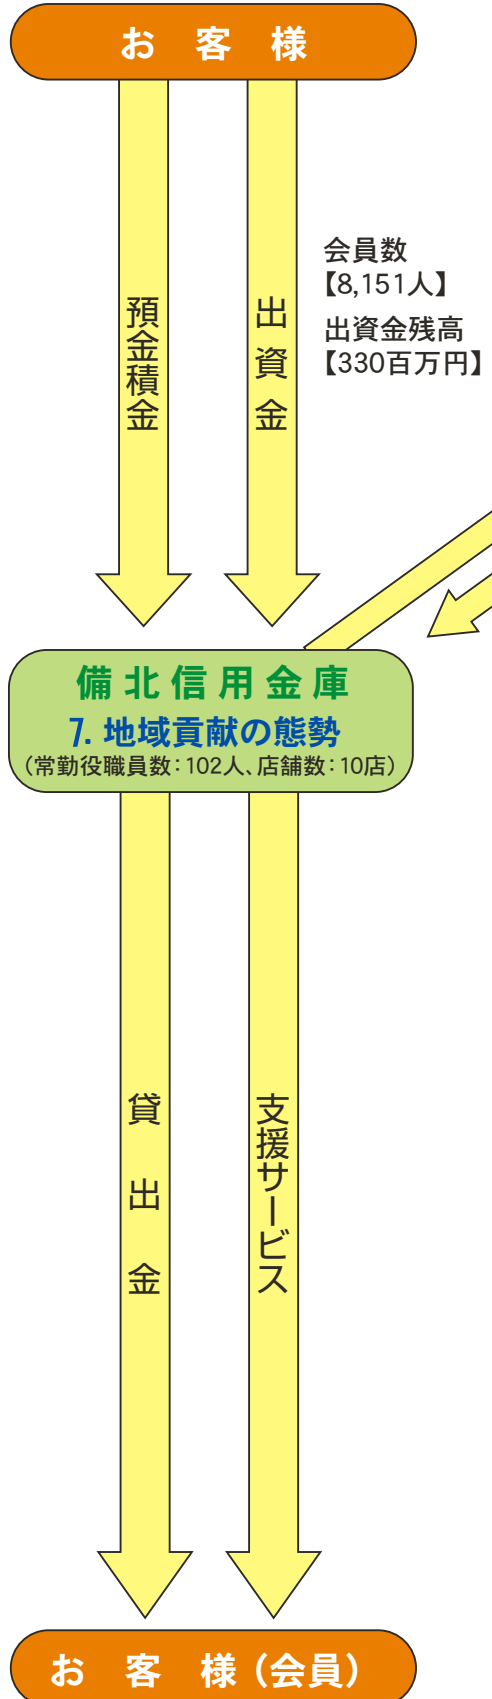 お客様
預金積金
出資金
会員数
【8,151人】
出資金残高
【330百万円】
備北信用金庫
7. 地域貢献の態勢
（常勤役職員数：102人、店舗数：10店）
貸出金
支援サービス
お客様（会員）